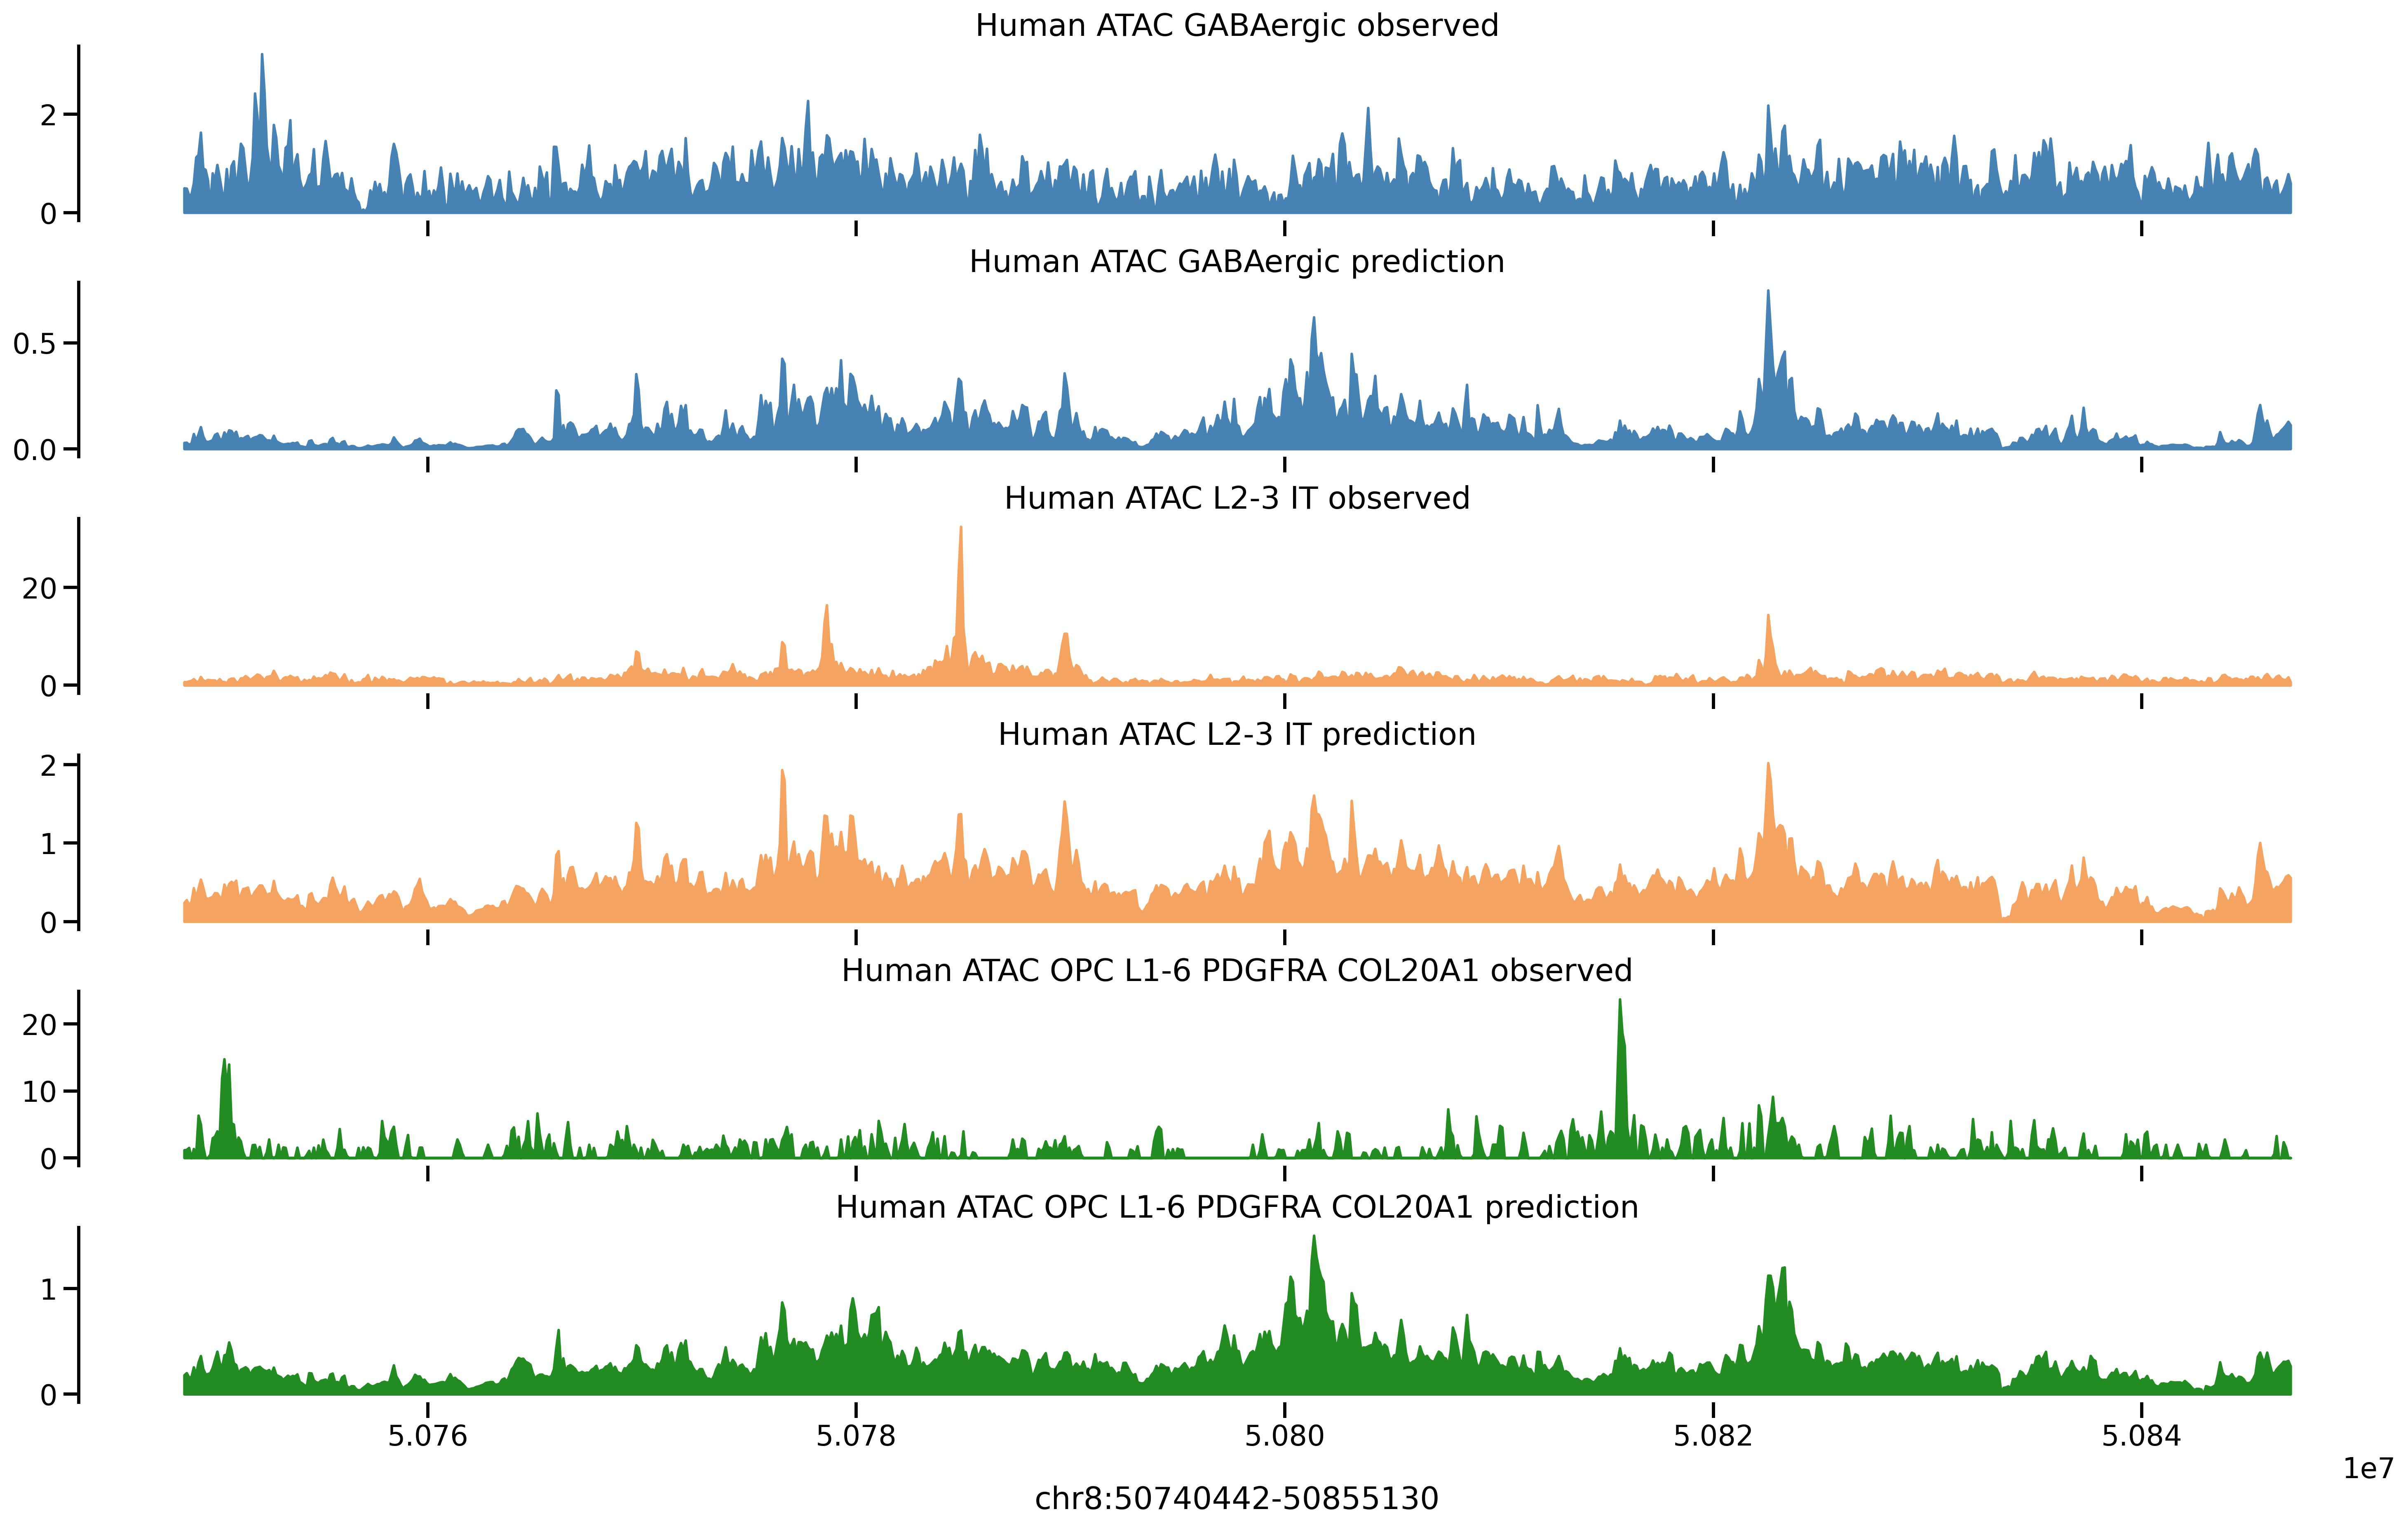 Human ATAC GABAergic observed
2
0
Human ATAC GABAergic prediction
0.5
0.0
Human ATAC L2-3 IT observed
20
0
Human ATAC L2-3 IT prediction
2
1
0
Human ATAC OPC L1-6 PDGFRA COL20A1 observed
20
10
0
Human ATAC OPC L1-6 PDGFRA COL20A1 prediction
1
0
5.076 5.078 5.080 5.082 5.084
1e7
chr8:50740442-50855130